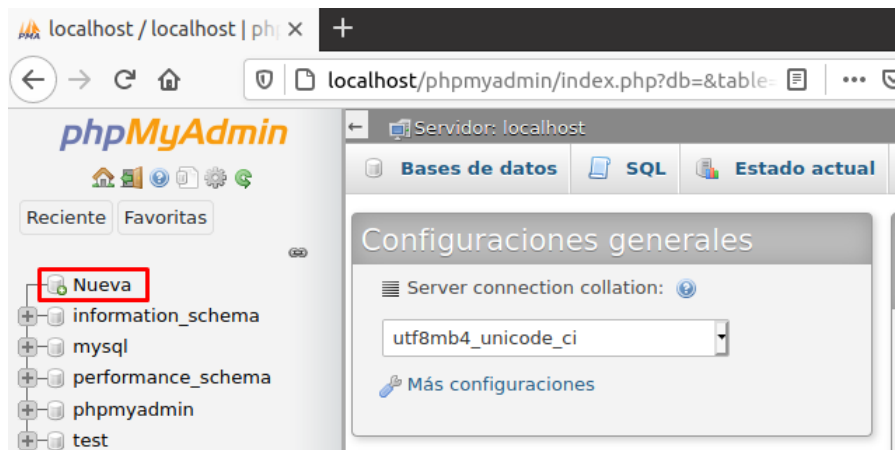 localhost / localhost | ph
localhost/phpmyadmin/index.php?db=&table=
phpMyAdmin
Reciente
Favoritas
Nueva
information_schema
mysql
performance_schema
phpmyadmin
test
Servidor: localhost
Bases de datos
SQL
Estado actual
Configuraciones generales
Server connection collation:
utf8mb4_unicode_ci
Más configuraciones